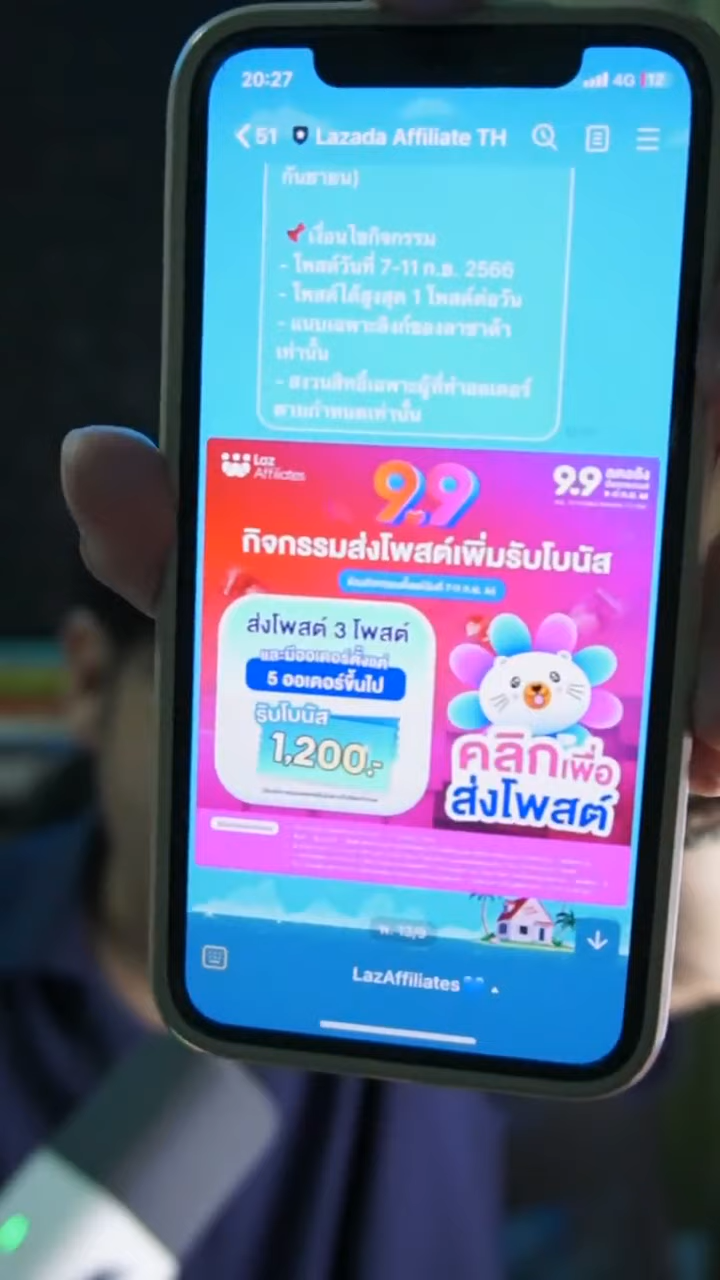 20:27
4G 12
51 Lazada Affiliate TH
กันยายน)
📌เงื่อนไขกิจกรรม
- โพสต์วันที่ 7-11 ก.ย. 2566
- โพสต์ได้สูงสุด 1 โพสต์ต่อวัน
- แนบเฉพาะลิงก์ของลาซาด้า
เท่านั้น
- สงวนสิทธิ์เฉพาะผู้ที่ทำออเดอร์
ตามกำหนดเท่านั้น
Laz
Affiliates
9.9
9.9
กิจกรรมส่งโพสต์เพิ่มรับโบนัส
ส่งโพสต์ 3 โพสต์
และมีออเดอร์ตั้งแต่
5 ออเดอร์ขึ้นไป
รับโบนัส
1,200.-
คลิกเพื่อ
ส่งโพสต์
พ. 13/9
LazAffiliates💙